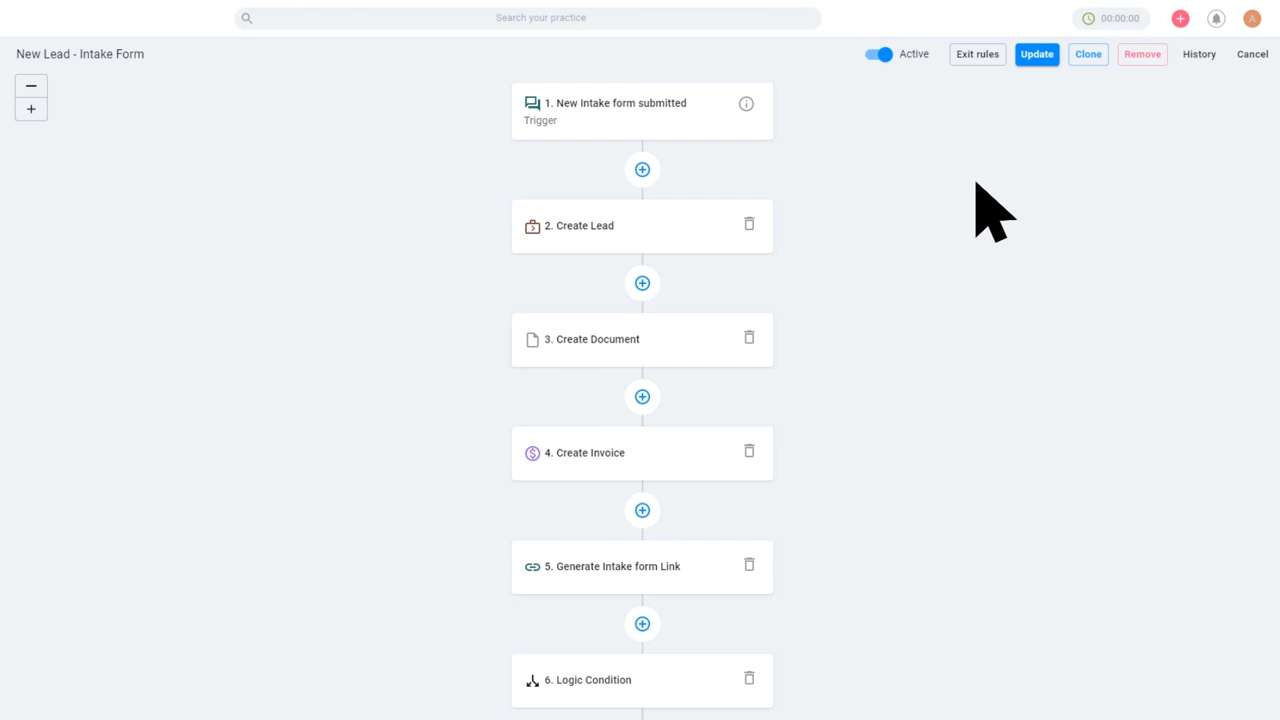 Search your practice
00:00:00
A
New Lead - Intake Form
Active
Exit rules
Update
Clone
Remove
History
Cancel
1. New Intake form submitted
Trigger
2. Create Lead
3. Create Document
4. Create Invoice
5. Generate Intake form Link
6. Logic Condition